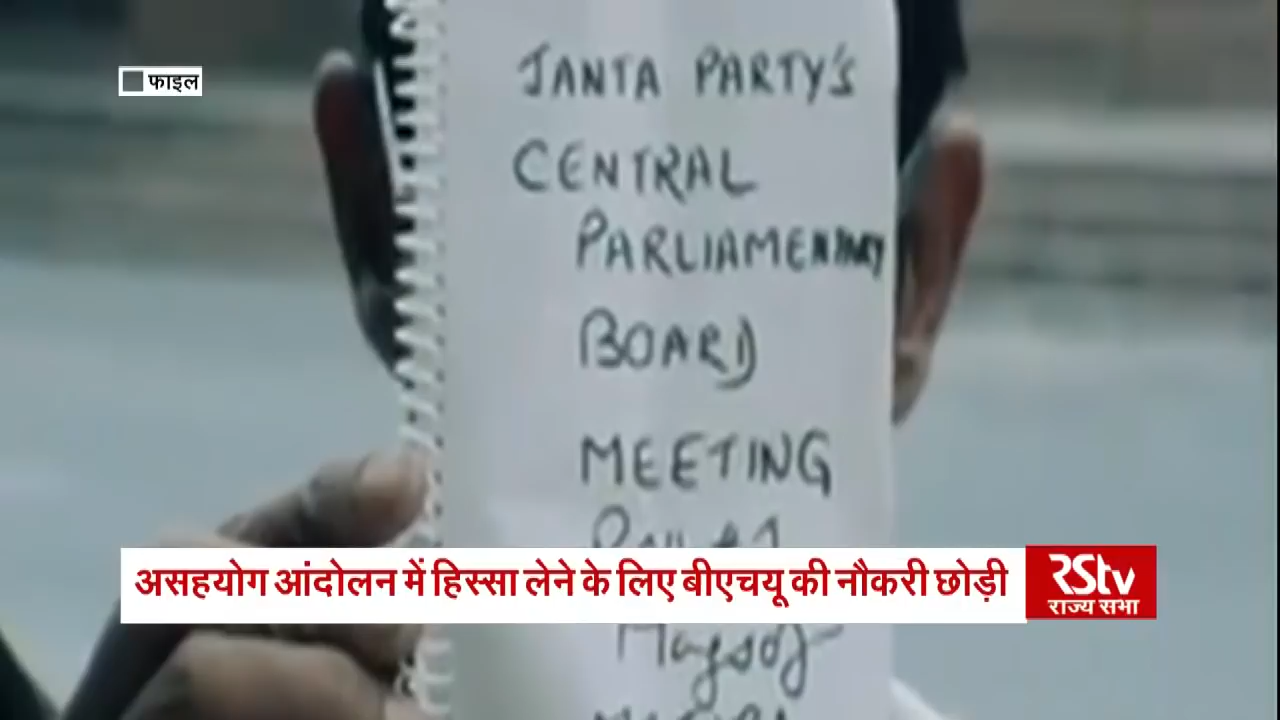 फाइल
JANTA PARTY'S
CENTRAL
PARLIAMENTARY
BOARD
MEETING
असहयोग आंदोलन में हिस्सा लेने के लिए बीएचयू की नौकरी छोड़ी
RStv
राज्य सभा